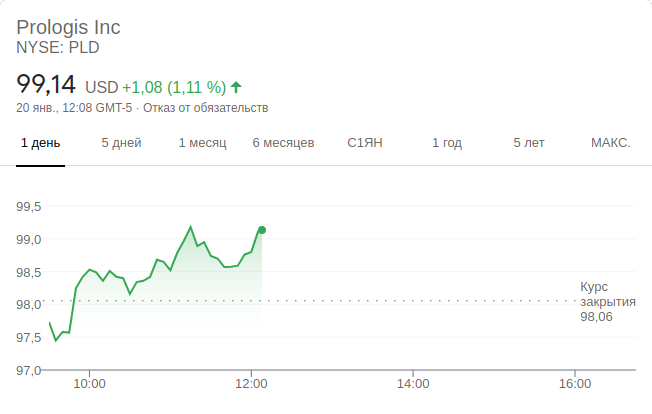 Prologis Inc
NYSE: PLD
99,14 USD +1,08 (1,11 %)
20 янв., 12:08 GMT-5 · Отказ от обязательств
1 день 5 дней 1 месяц 6 месяцев С1ЯН 1 год 5 лет МАКС.
99,5
99,0
98,5
98,0
97,5
97,0
Курс
закрытия
98,06
10:00 12:00 14:00 16:00